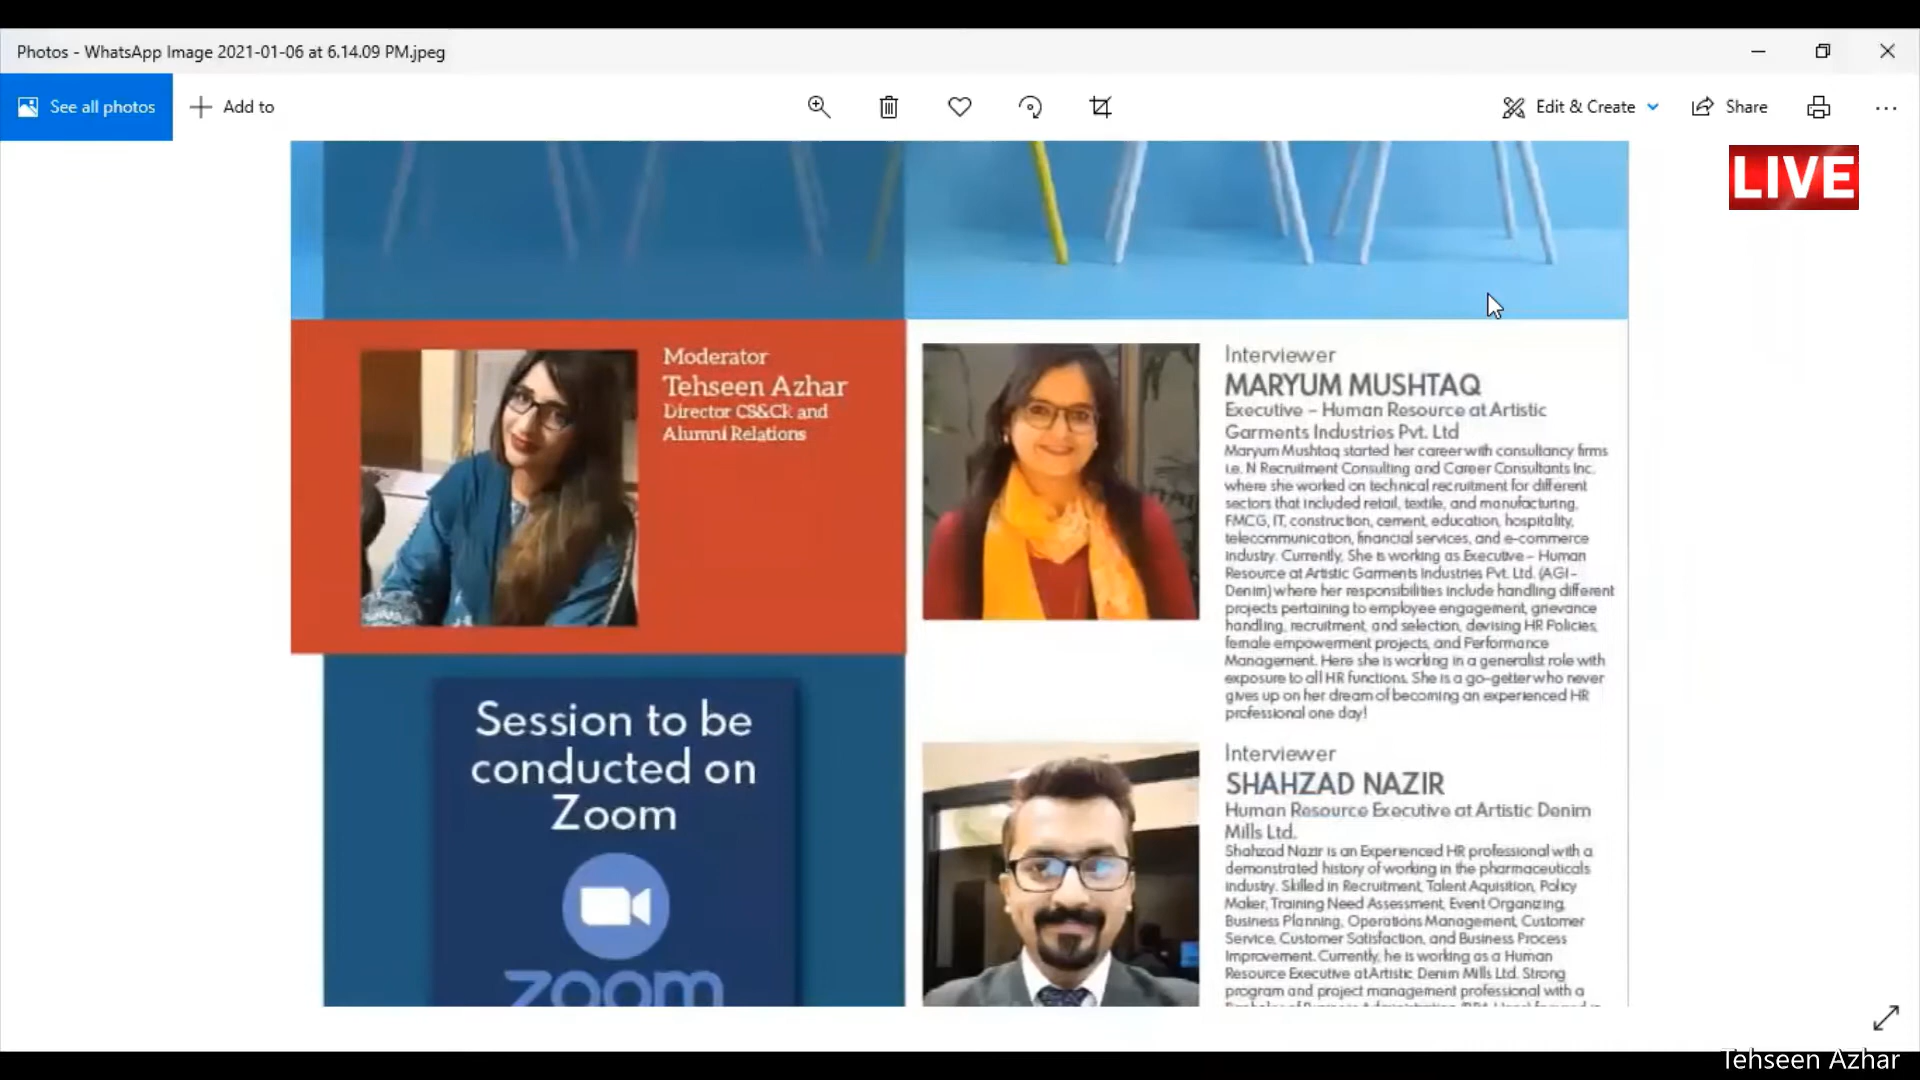 Photos - WhatsApp Image 2021-01-06 at 6.14.09 PM.jpeg
See all photos
Add to
Edit & Create
Share
LIVE
Moderator
Tehseen Azhar
Director CS&CR and
Alumni Relations
Session to be
conducted on
Zoom
zoom
Interviewer
MARYUM MUSHTAQ
Executive – Human Resource at Artistic
Garments Industries Pvt. Ltd
Maryum Mushtaq started her career with consultancy firms
i.e. N Recruitment Consulting and Career Consultants Inc.
where she worked on technical recruitment for different
sectors that included retail, textile, and manufacturing,
FMCG, IT, construction, cement, education, hospitality,
telecommunication, financial services, and e-commerce
industry. Currently, She is working as Executive – Human
Resource at Artistic Garments Industries Pvt. Ltd. (AGI-
Denim) where her responsibilities include handling different
projects pertaining to employee engagement, grievance
handling, recruitment, and selection, devising HR Policies,
female empowerment projects, and Performance
Management. Here she is working in a generalist role with
exposure to all HR functions. She is a go-getter who never
gives up on her dream of becoming an experienced HR
professional one day!
Interviewer
SHAHZAD NAZIR
Human Resource Executive at Artistic Denim
Mills Ltd.
Shahzad Nazir is an Experienced HR professional with a
demonstrated history of working in the pharmaceuticals
industry. Skilled in Recruitment, Talent Aquisition, Policy
Maker, Training Need Assessment, Event Organizing,
Business Planning, Operations Management, Customer
Service, Customer Satisfaction, and Business Process
Improvement. Currently, he is working as a Human
Resource Executive at Artistic Denim Mills Ltd. Strong
program and project management professional with a
Tehseen Azhar